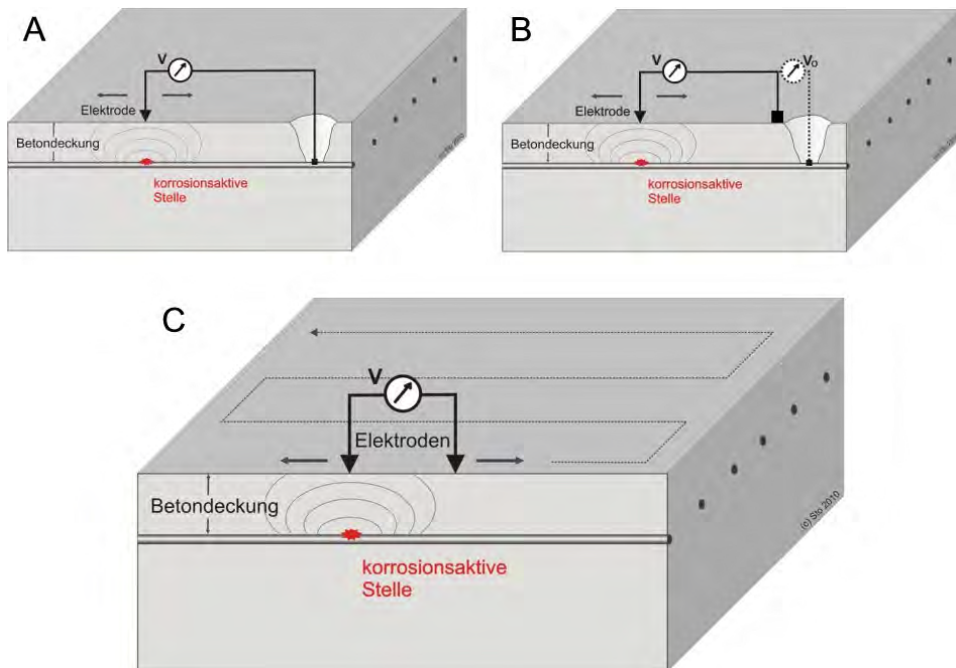 A
V
Elektrode
Betondeckung
korrosionsaktive
Stelle
B
V
V₀
Elektrode
Betondeckung
korrosionsaktive
Stelle
C
V
Elektroden
Betondeckung
korrosionsaktive
Stelle
(c) Sto 2010